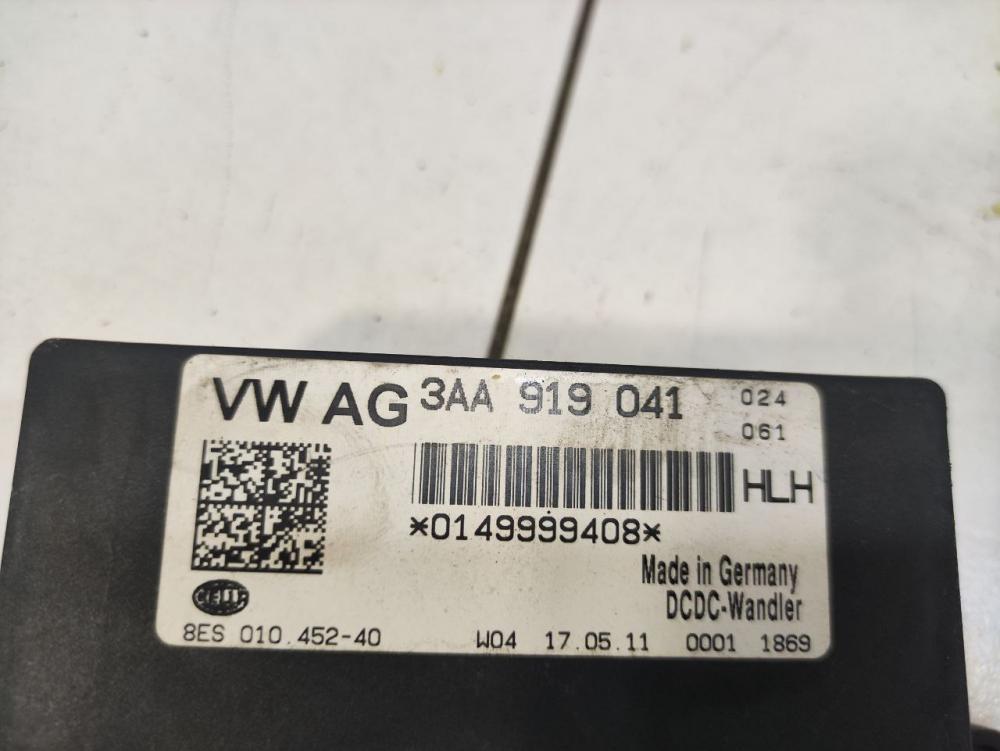 VW AG 3AA 919 041 024
061
HLH
*0149999408*
Made in Germany
DCDC-Wandler
HELLA
8ES 010.452-40 W04 17.05.11 0001 1869